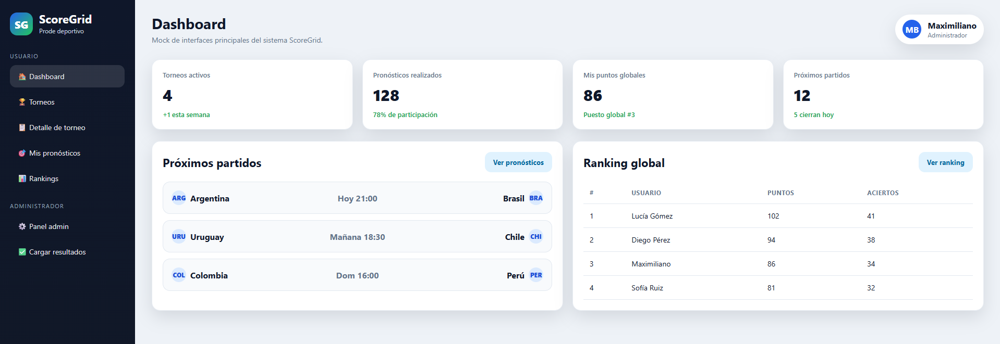 SG
ScoreGrid
Prode deportivo
USUARIO
Dashboard
Torneos
Detalle de torneo
Mis pronósticos
Rankings
ADMINISTRADOR
Panel admin
Cargar resultados
Dashboard
Mock de interfaces principales del sistema ScoreGrid.
MB
Maximiliano
Administrador
Torneos activos
4
+1 esta semana
Pronósticos realizados
128
78% de participación
Mis puntos globales
86
Puesto global #3
Próximos partidos
12
5 cierran hoy
Próximos partidos
Ver pronósticos
ARG Argentina Hoy 21:00 Brasil BRA
URU Uruguay Mañana 18:30 Chile CHI
COL Colombia Dom 16:00 Perú PER
Ranking global
Ver ranking
# USUARIO PUNTOS ACIERTOS
1 Lucía Gómez 102 41
2 Diego Pérez 94 38
3 Maximiliano 86 34
4 Sofía Ruiz 81 32